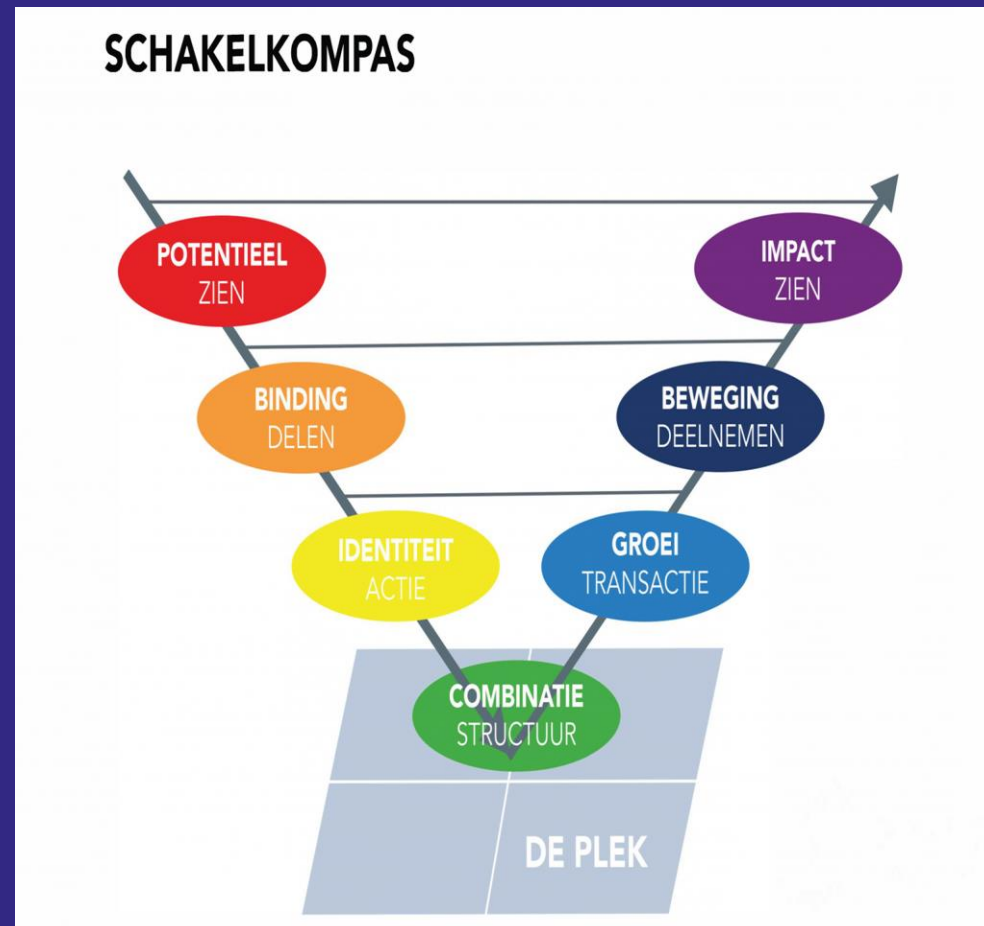 SCHAKELKOMPAS
POTENTIEEL
ZIEN
IMPACT
ZIEN
BINDING
DELEN
BEWEGING
DEELNEMEN
IDENTITEIT
ACTIE
GROEI
TRANSACTIE
COMBINATIE
STRUCTUUR
DE PLEK